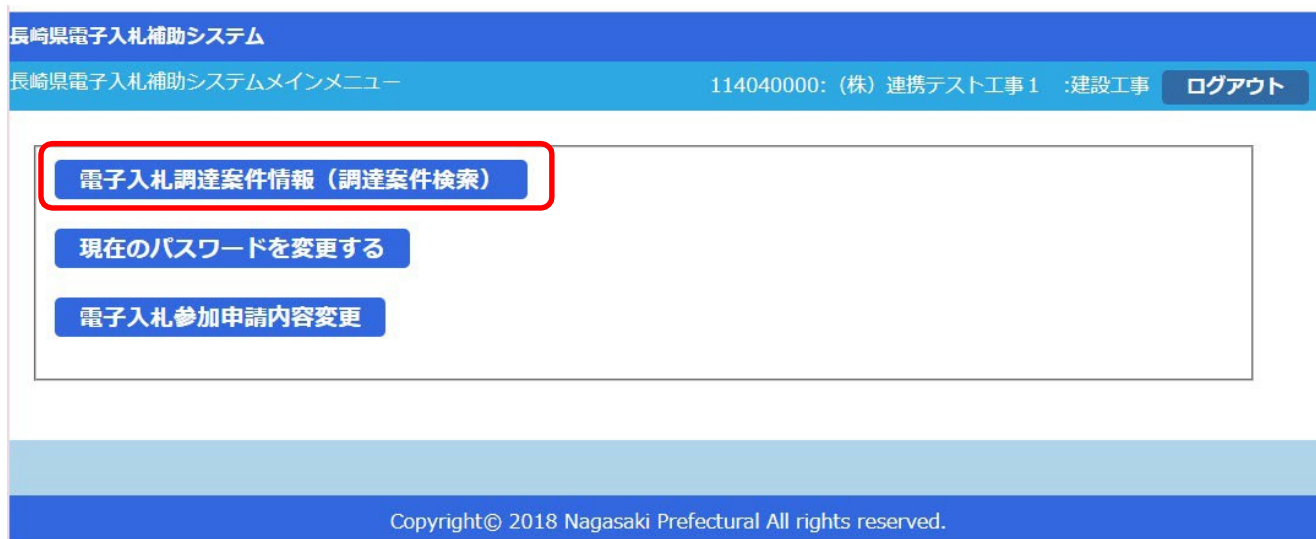 長崎県電子入札補助システム
長崎県電子入札補助システムメインメニュー 114040000:（株）連携テスト工事1 :建設工事 ログアウト
電子入札調達案件情報（調達案件検索）
現在のパスワードを変更する
電子入札参加申請内容変更
Copyright© 2018 Nagasaki Prefectural All rights reserved.